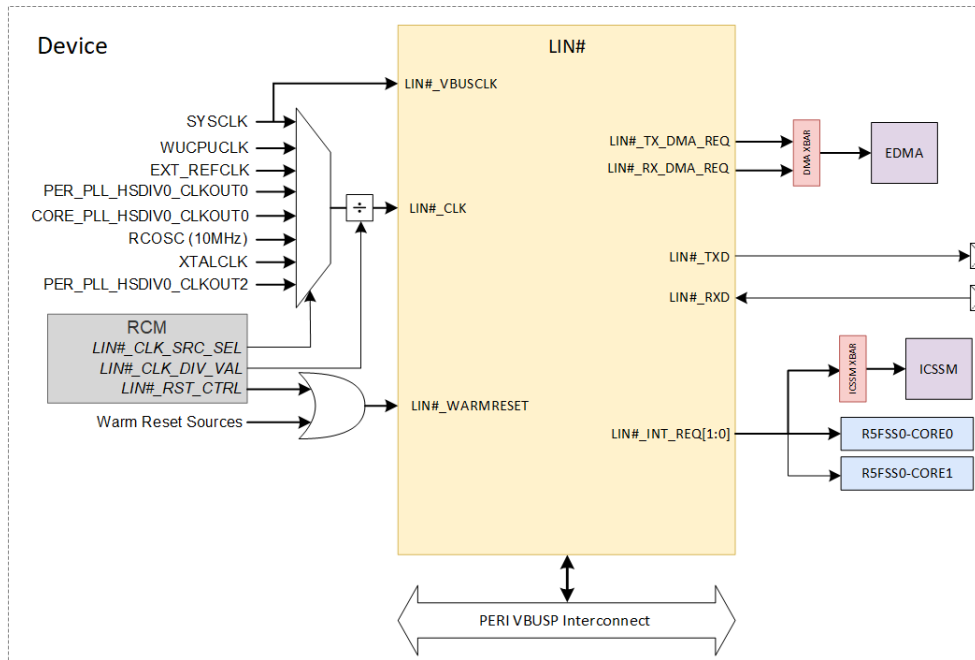 Device
LIN#
LIN#_VBUSCLK
SYSCLK
WUCPUCLK
EXT_REFCLK
PER_PLL_HSDIV0_CLKOUT0
CORE_PLL_HSDIV0_CLKOUT0
RCOSC (10MHz)
XTALCLK
PER_PLL_HSDIV0_CLKOUT2
÷
LIN#_CLK
RCM
LIN#_CLK_SRC_SEL
LIN#_CLK_DIV_VAL
LIN#_RST_CTRL
Warm Reset Sources
LIN#_WARMRESET
LIN#_TX_DMA_REQ
LIN#_RX_DMA_REQ
DMA XBAR
EDMA
LIN#_TXD
LIN#_RXD
LIN#_INT_REQ[1:0]
ICSSM XBAR
ICSSM
R5FSS0-CORE0
R5FSS0-CORE1
PERI VBUSP Interconnect